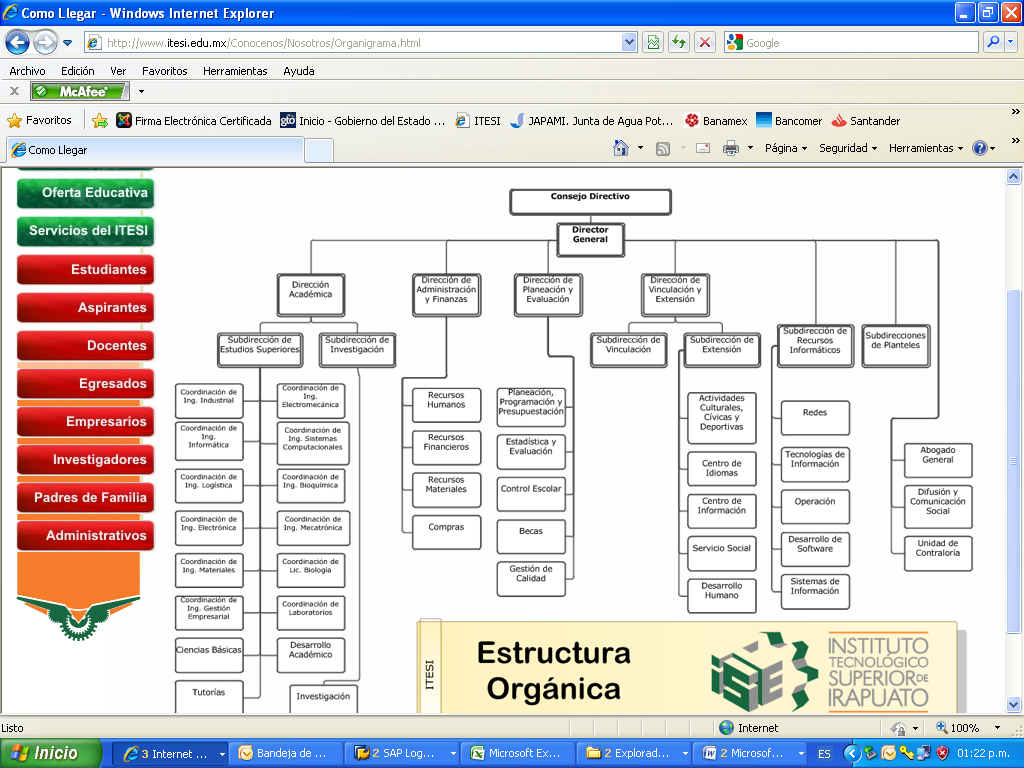 Como Llegar - Windows Internet Explorer
http://www.itesi.edu.mx/Conocenos/Nosotros/Organigrama.html
Google
Archivo Edición Ver Favoritos Herramientas Ayuda
X McAfee
Favoritos Firma Electrónica Certificada gto Inicio - Gobierno del Estado ... ITESI JAPAMI. Junta de Agua Pot... Banamex Bancomer Santander »
Como Llegar
Página Seguridad Herramientas »
Oferta Educativa
Servicios del ITESI
Estudiantes
Aspirantes
Docentes
Egresados
Empresarios
Investigadores
Padres de Familia
Administrativos
Consejo Directivo
Director
General
Dirección
Académica
Dirección de
Administración
y Finanzas
Dirección de
Planeación y
Evaluación
Dirección de
Vinculación y
Extensión
Subdirección de
Estudios Superiores
Subdirección de
Investigación
Subdirección de
Vinculación
Subdirección de
Extensión
Subdirección de
Recursos
Informáticos
Subdirecciones
de Planteles
Coordinación de
Ing. Industrial
Coordinación de
Ing.
Informática
Coordinación de
Ing. Logística
Coordinación de
Ing. Electrónica
Coordinación de
Ing. Materiales
Coordinación de
Ing. Gestión
Empresarial
Ciencias Básicas
Tutorías
Coordinación de
Ing.
Electromecánica
Coordinación de
Ing. Sistemas
Computacionales
Coordinación de
Ing. Bioquímica
Coordinación de
Ing. Mecatrónica
Coordinación de
Lic. Biología
Coordinación de
Laboratorios
Desarrollo
Académico
Investigación
Recursos
Humanos
Recursos
Financieros
Recursos
Materiales
Compras
Planeación,
Programación y
Presupuestación
Estadística y
Evaluación
Control Escolar
Becas
Gestión de
Calidad
Actividades
Culturales,
Cívicas y
Deportivas
Centro de
Idiomas
Centro de
Información
Servicio Social
Desarrollo
Humano
Redes
Tecnologías de
Información
Operación
Desarrollo de
Software
Sistemas de
Información
Abogado
General
Difusión y
Comunicación
Social
Unidad de
Contraloría
ITESI
Estructura
Orgánica
INSTITUTO
TECNOLÓGICO
SUPERIOR DE
IRAPUATO
Listo Internet 100%
Inicio 3 Internet ... Bandeja de ... 2 SAP Log... Microsoft Ex... 2 Explorad... 2 Microsof... ES 01:22 p.m.